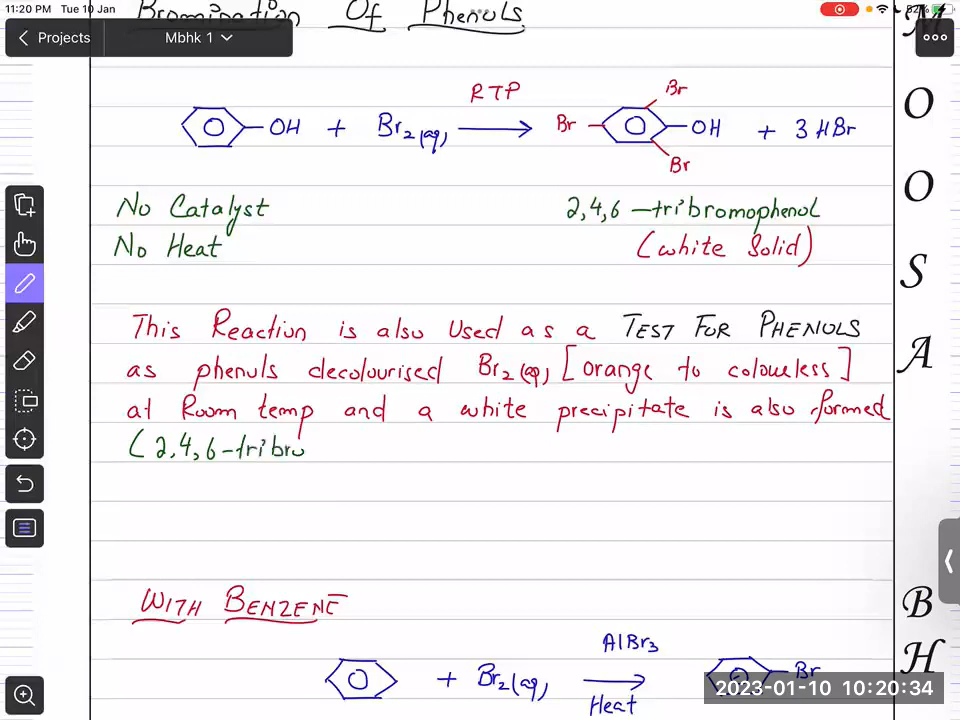 11:20 PM Tue 10 Jan
52%
Bromination Of Phenols
Projects
Mbhk 1
M
O
O
S
A
B
H
RTP
OH + Br2(aq) → Br Br Br OH + 3HBr
No Catalyst
2,4,6-tribromophenol
No Heat
(white Solid)
This Reaction is also Used as a TEST FOR PHENOLS
as phenuls decolourised Br2(aq) [orange to colourless]
at Room temp and a white precipitate is also formed
(2,4,6-tribro
WITH BENZENE
AlBr3
+ Br2(aq) → Br
Heat
2023-01-10 10:20:34